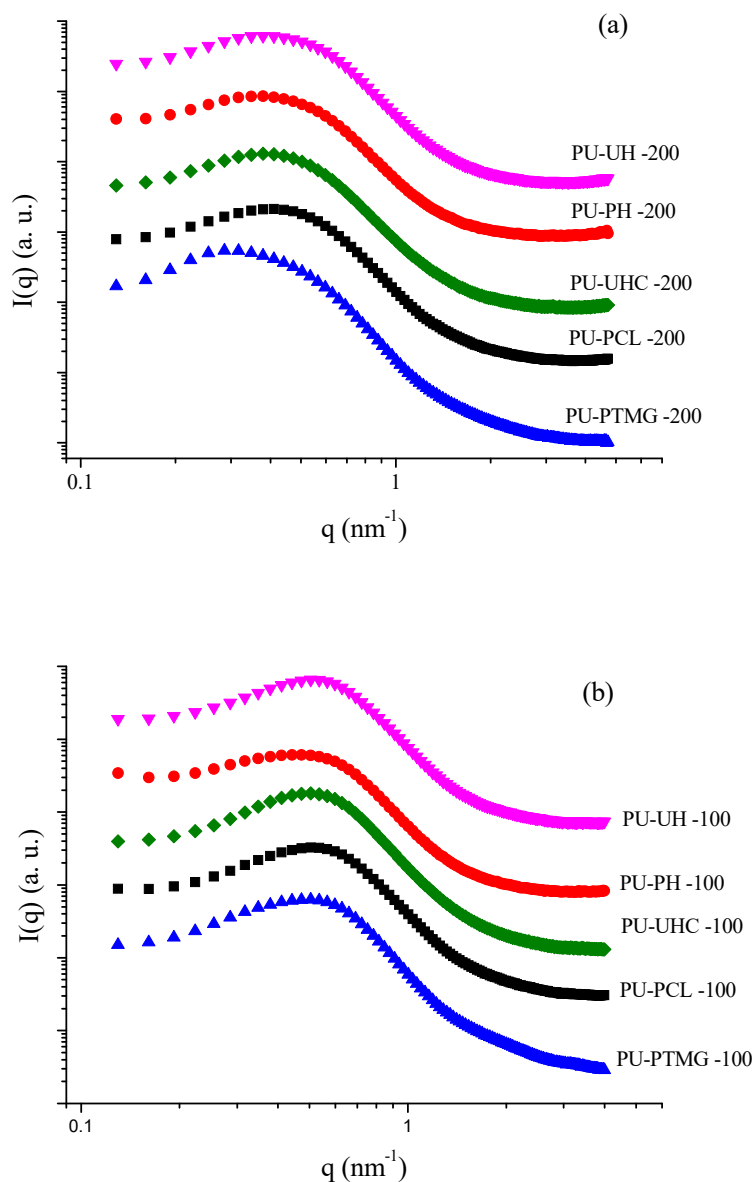 (a)
I(q) (a. u.)
PU-UH -200
PU-PH -200
PU-UHC -200
PU-PCL -200
PU-PTMG -200
0.1 1
q (nm⁻¹)
(b)
I(q) (a. u.)
PU-UH -100
PU-PH -100
PU-UHC -100
PU-PCL -100
PU-PTMG -100
0.1 1
q (nm⁻¹)